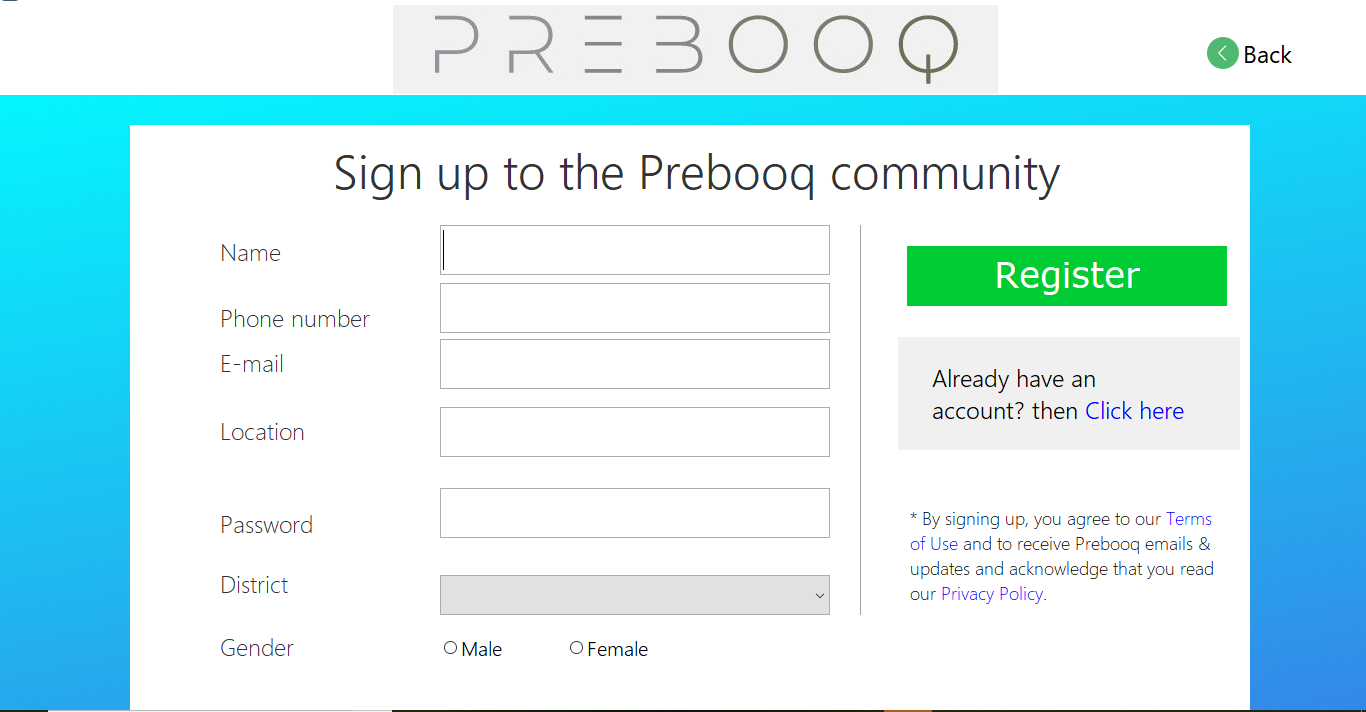 PREBOOQ
Back
Sign up to the Prebooq community
Name
Phone number
E-mail
Location
Password
District
Gender
Male
Female
Register
Already have an
account? then Click here
* By signing up, you agree to our Terms
of Use and to receive Prebooq emails &
updates and acknowledge that you read
our Privacy Policy.